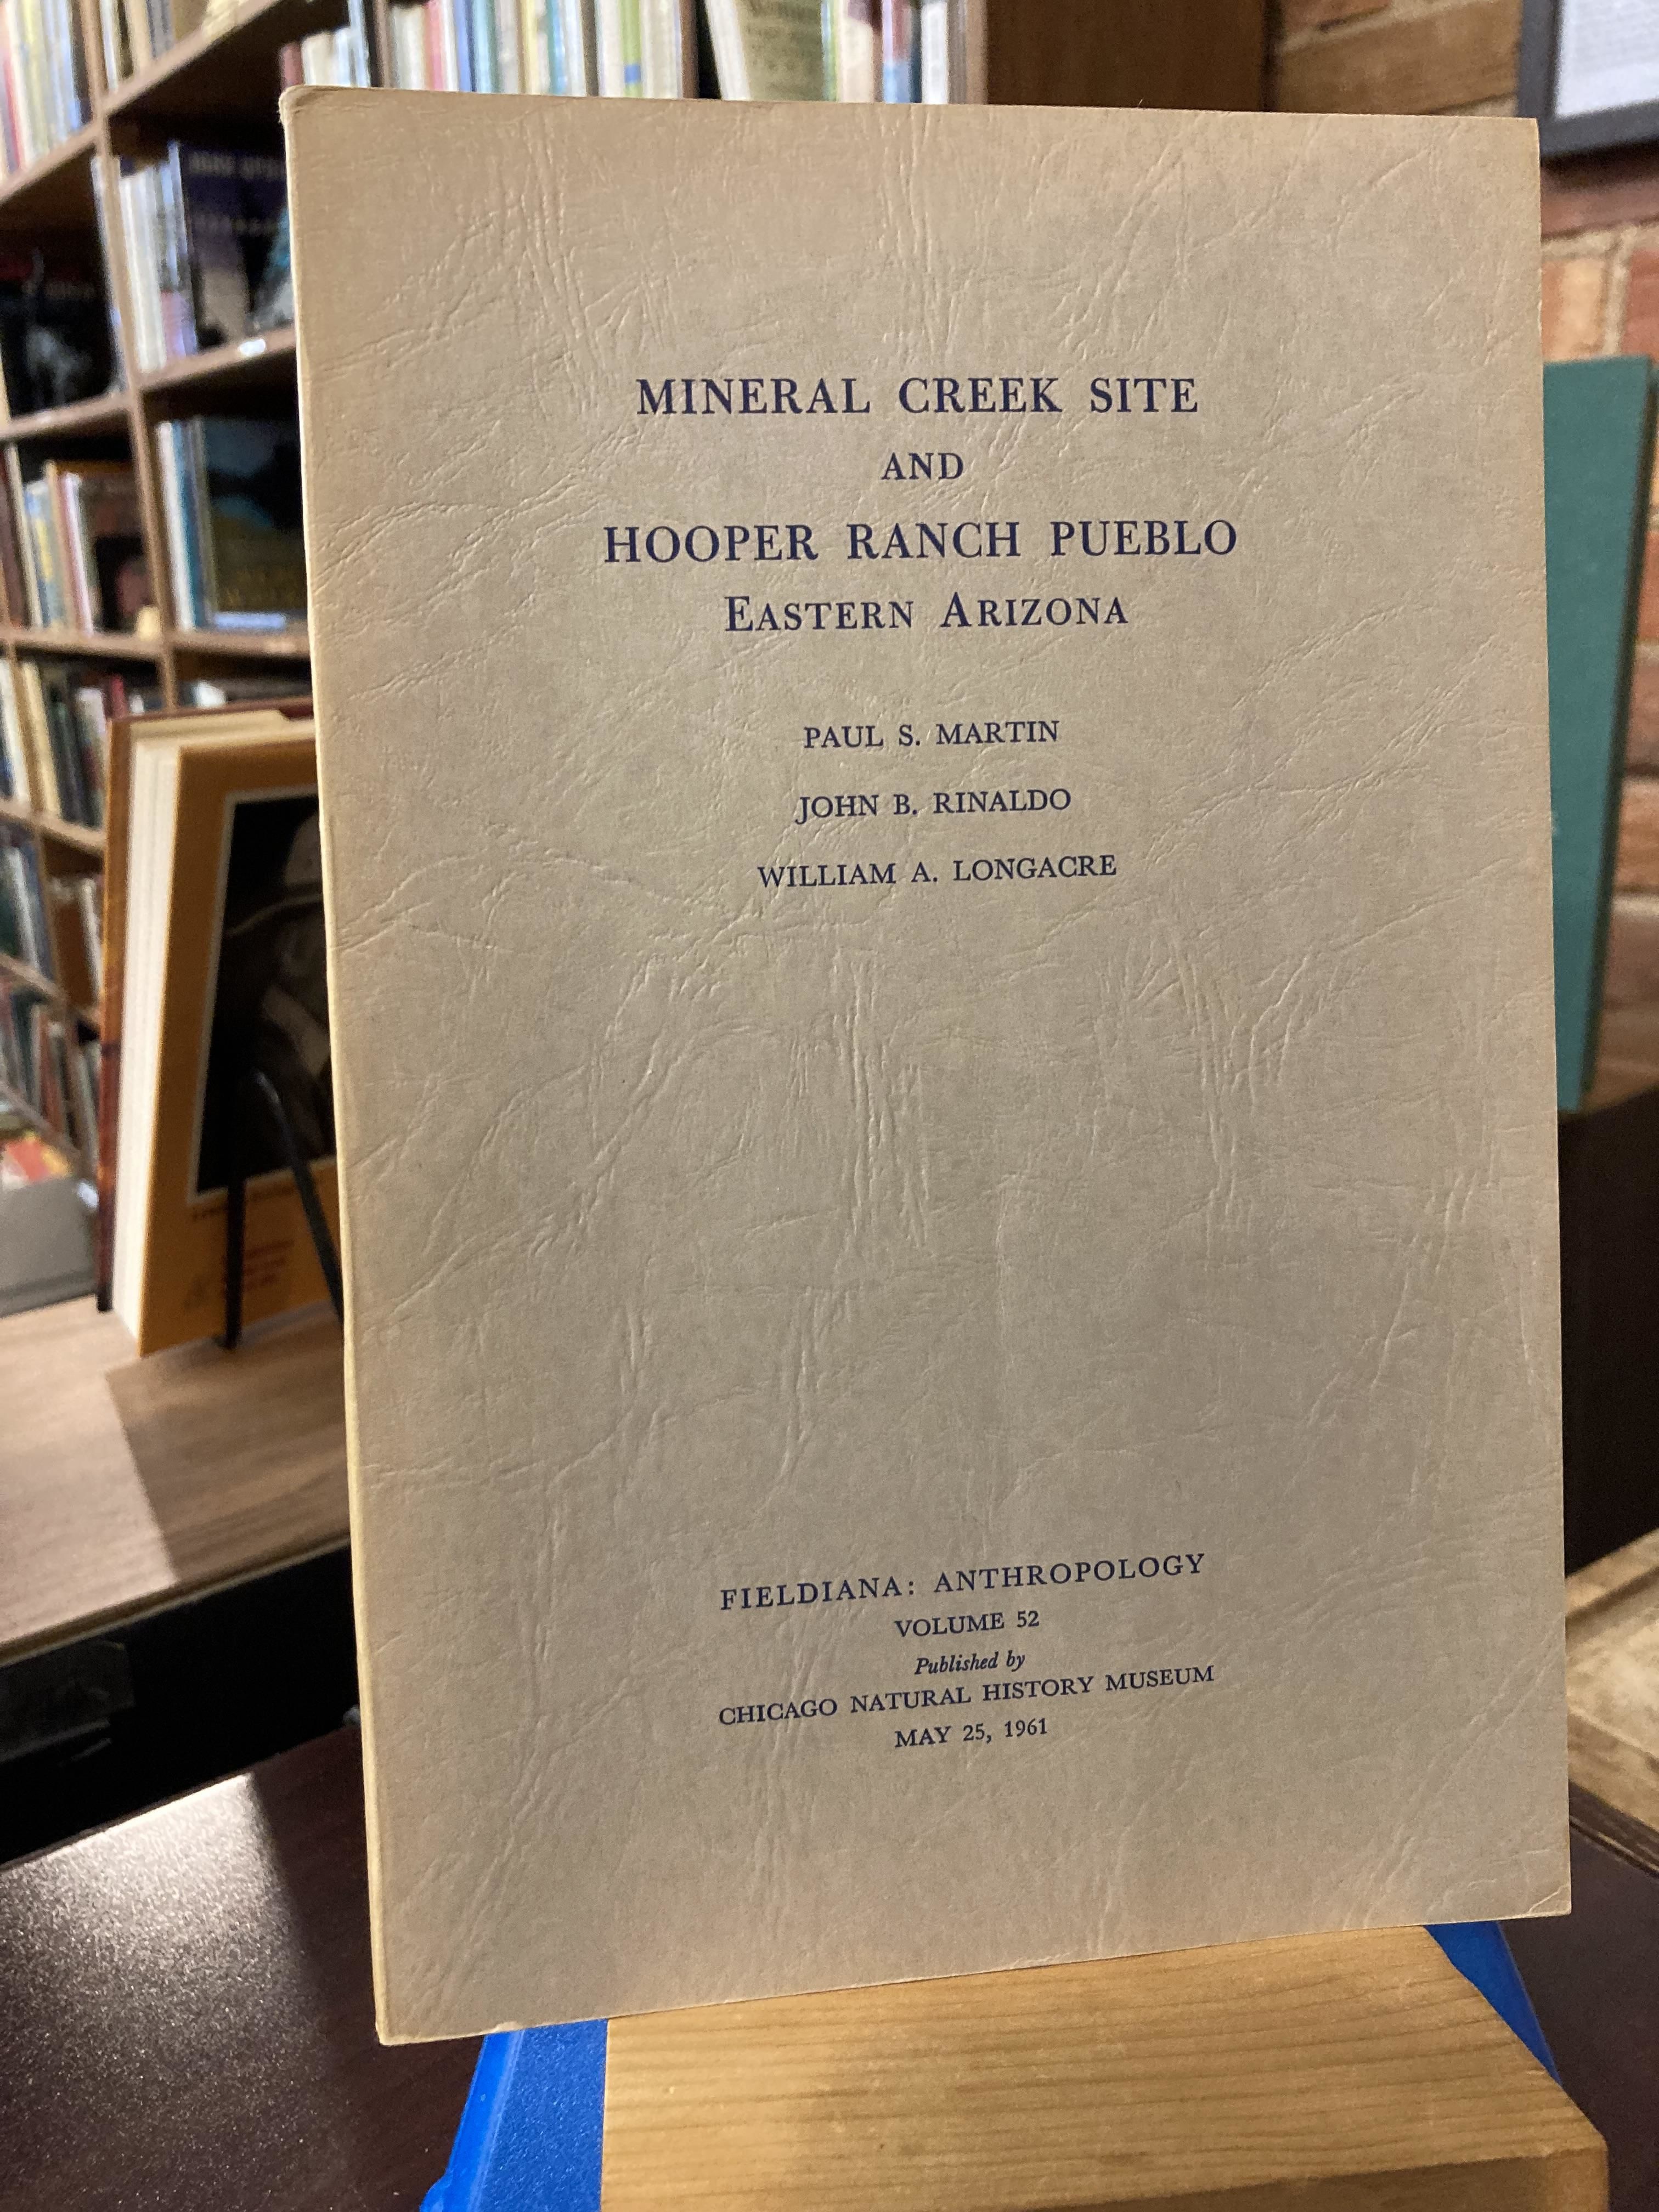 MINERAL CREEK SITE
AND
HOOPER RANCH PUEBLO
EASTERN ARIZONA
PAUL S. MARTIN
JOHN B. RINALDO
WILLIAM A. LONGACRE
FIELDIANA: ANTHROPOLOGY
VOLUME 52
Published by
CHICAGO NATURAL HISTORY MUSEUM
MAY 25, 1961